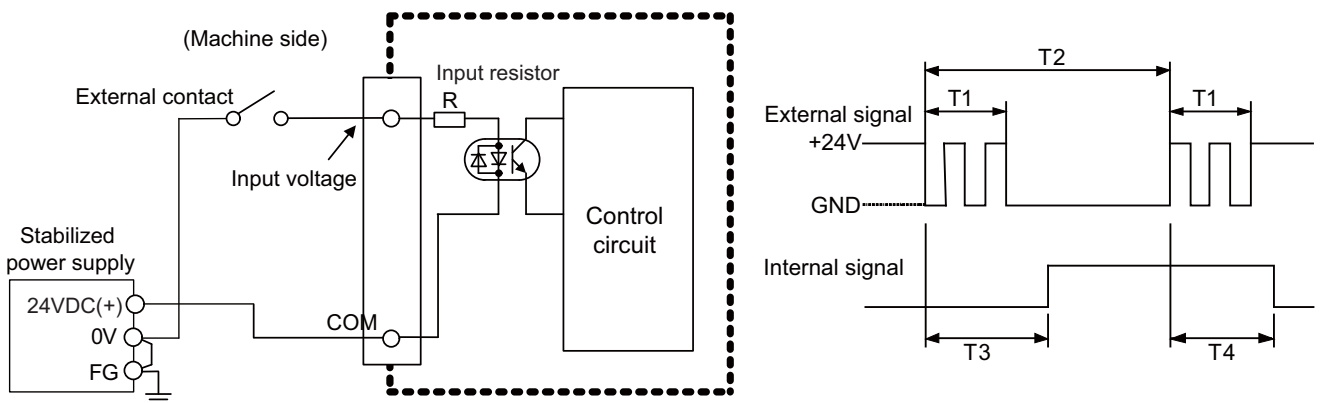 (Machine side)
External contact
Input resistor
R
Input voltage
Control
circuit
Stabilized
power supply
24VDC(+)
0V
FG
COM
T2
T1
T1
External signal
+24V
GND
Internal signal
T3
T4